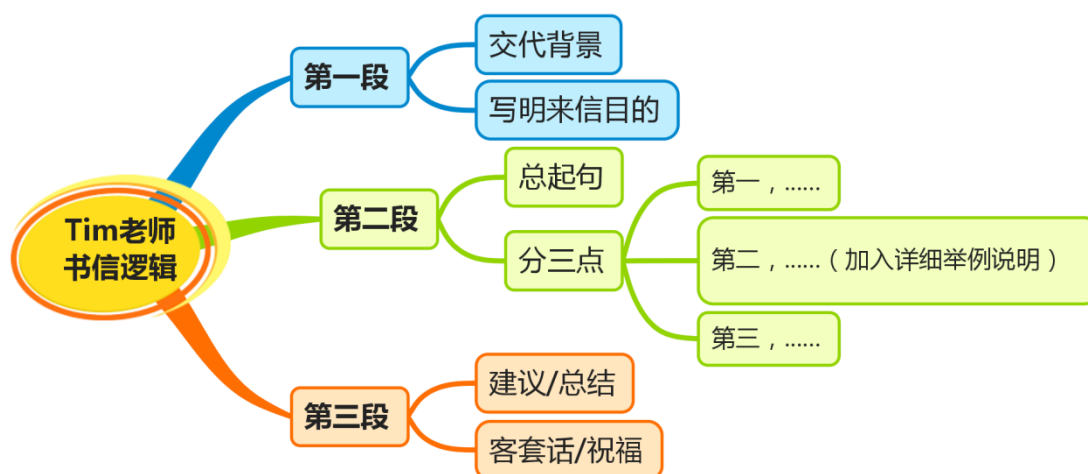 Tim老师
书信逻辑
第一段
交代背景
写明来信目的
第二段
总起句
分三点
第一，……
第二，……（加入详细举例说明）
第三，……
第三段
建议/总结
客套话/祝福